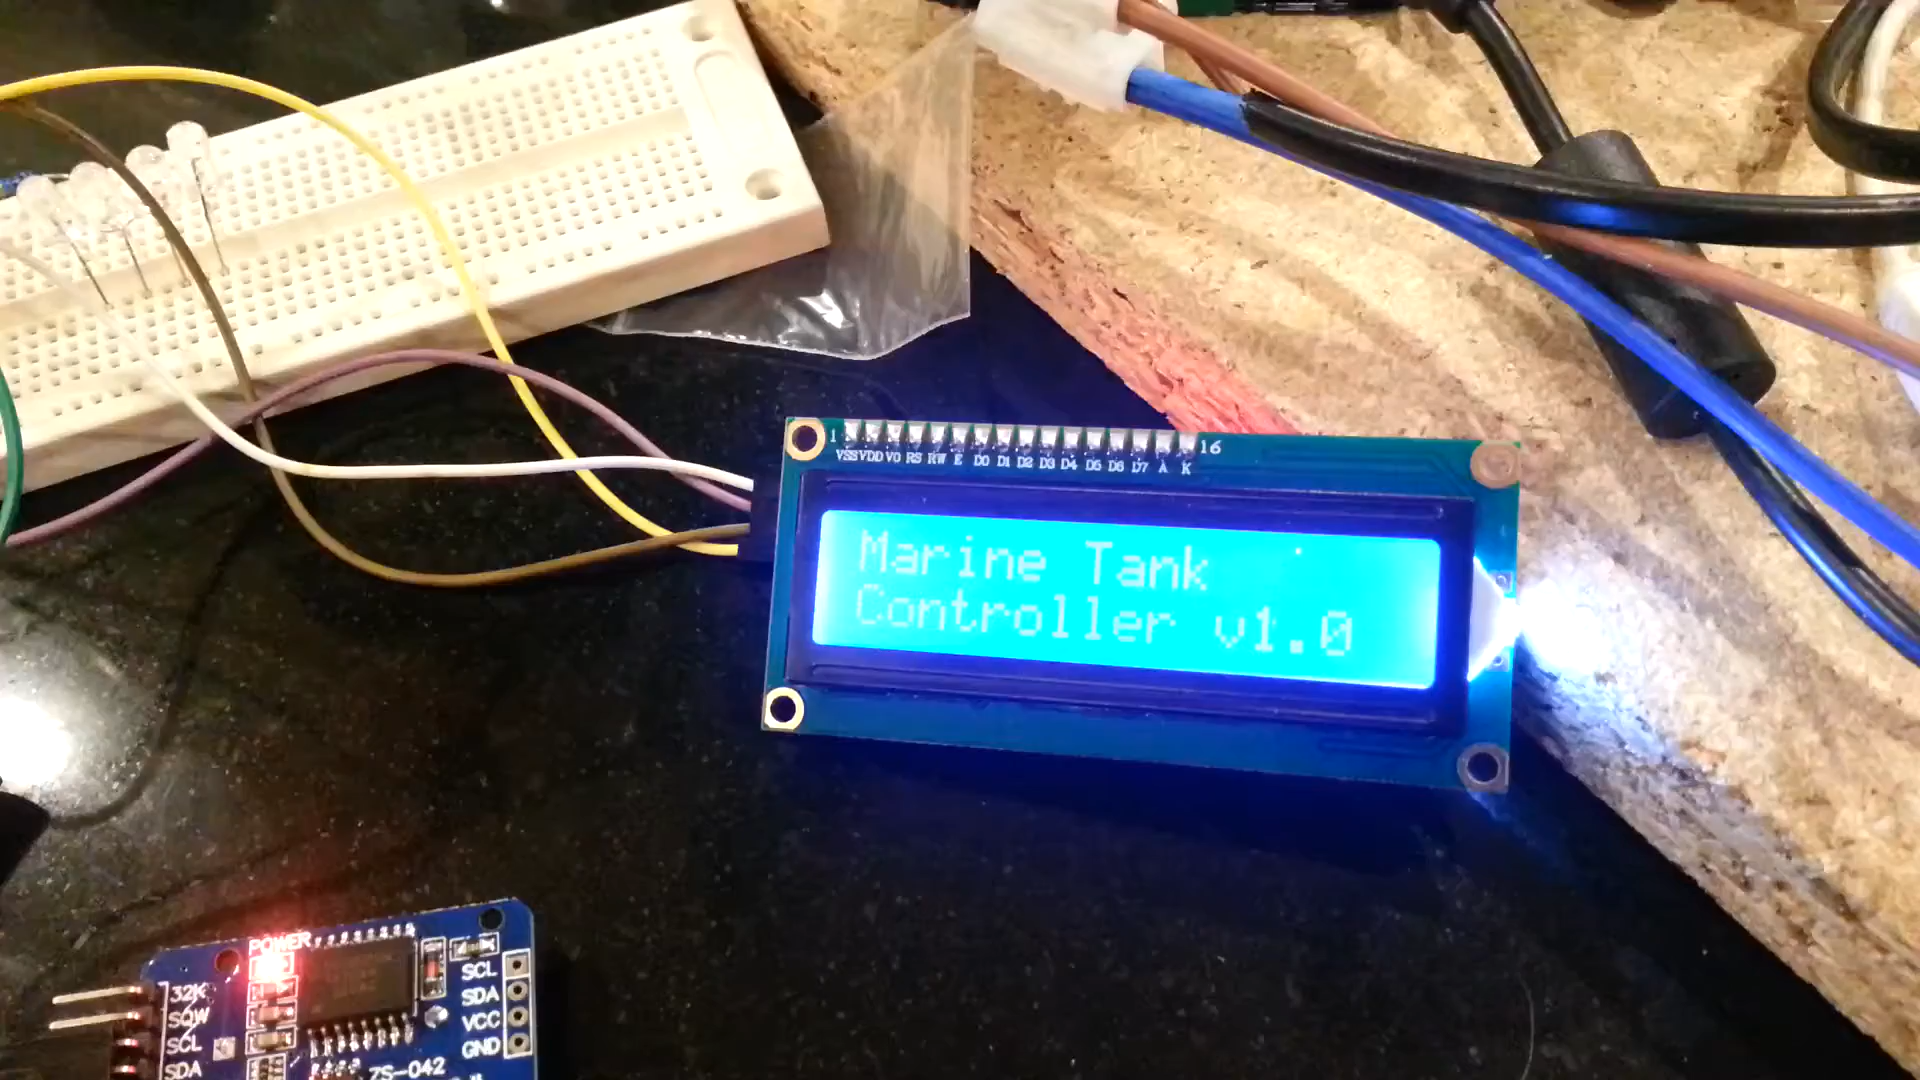 1 16
VSS VDD V0 RS RW E D0 D1 D2 D3 D4 D5 D6 D7 A K
Marine Tank
Controller v1.0
POWER
32K
SQW
SCL
SDA
SCL
SDA
VCC
GND
ZS-042